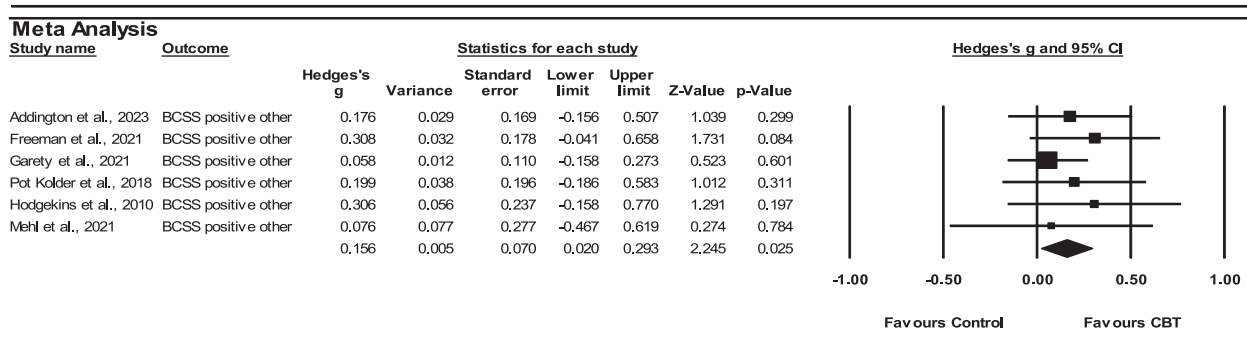 Meta Analysis
Study name Outcome Statistics for each study Hedges's g and 95% CI
Hedges's Standard Lower Upper
g Variance error limit limit Z-Value p-Value
Addington et al., 2023 BCSS positive other 0.176 0.029 0.169 -0.156 0.507 1.039 0.299
Freeman et al., 2021 BCSS positive other 0.308 0.032 0.178 -0.041 0.658 1.731 0.084
Garety et al., 2021 BCSS positive other 0.058 0.012 0.110 -0.158 0.273 0.523 0.601
Pot Kolder et al., 2018 BCSS positive other 0.199 0.038 0.196 -0.186 0.583 1.012 0.311
Hodgekins et al., 2010 BCSS positive other 0.306 0.056 0.237 -0.158 0.770 1.291 0.197
Mehl et al., 2021 BCSS positive other 0.076 0.077 0.277 -0.467 0.619 0.274 0.784
0.156 0.005 0.070 0.020 0.293 2.245 0.025
-1.00 -0.50 0.00 0.50 1.00
Favours Control Favours CBT